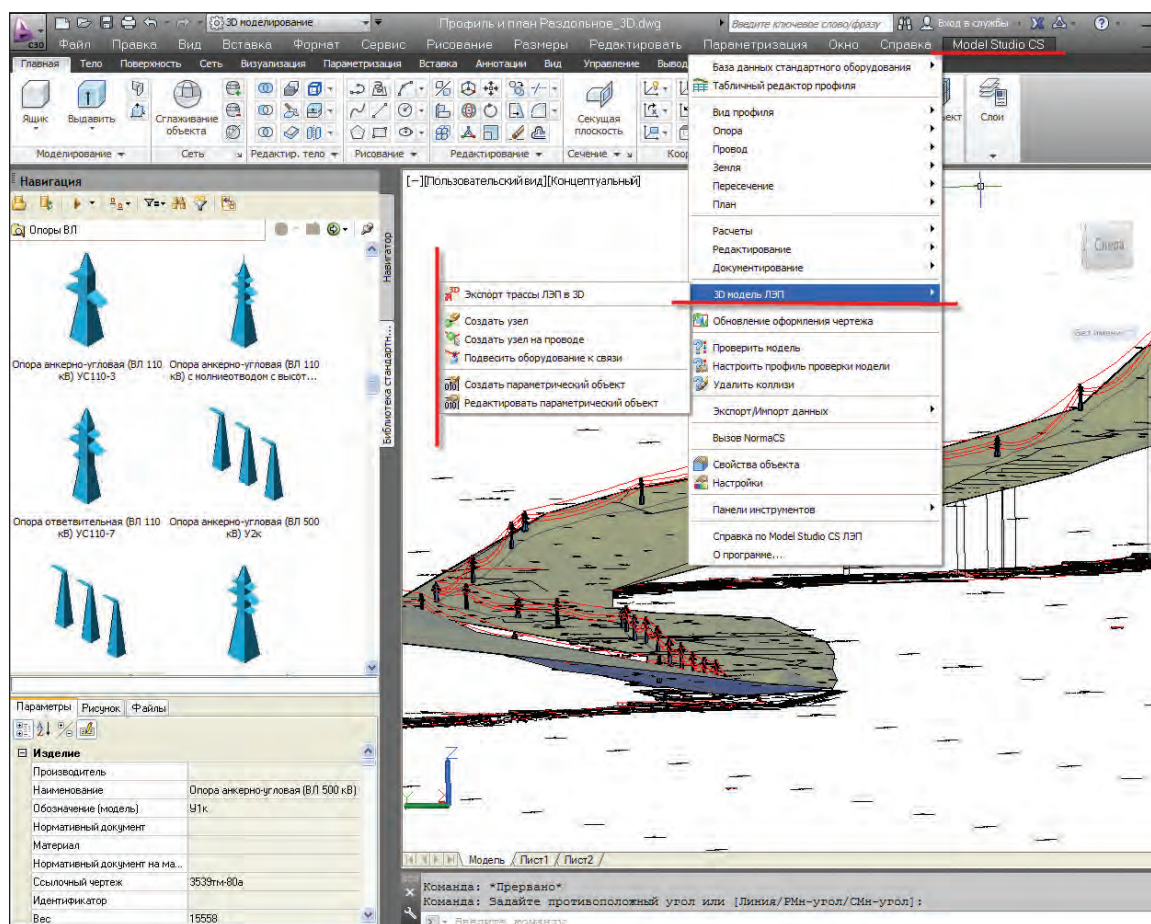 3D моделирование
Профиль и план Раздольное_3D.dwg
Введите ключевое слово/фразу
Вход в службы
C3D
Файл Правка Вид Вставка Формат Сервис Рисование Размеры Редактировать Параметризация Окно Справка Model Studio CS
Главная Тело Поверхность Сеть Визуализация Параметризация Вставка Аннотации Вид Управление Вывод
Ящик
Выдавить
Сглаживание объекта
Секущая плоскость
Слои
Моделирование Сеть Редактир. тело Рисование Редактирование Сечение Коор
База данных стандартного оборудования
Табличный редактор профиля
Вид профиля
Опора
Провод
Земля
Пересечение
План
Расчеты
Редактирование
Документирование
3D модель ЛЭП
Обновление оформления чертежа
Проверить модель
Настроить профиль проверки модели
Удалить коллизи
Экспорт/Импорт данных
Вызов NormaCS
Свойства объекта
Настройки
Панели инструментов
Справка по Model Studio CS ЛЭП
О программе...
Экспорт трассы ЛЭП в 3D
Создать узел
Создать узел на проводе
Подвесить оборудование к связи
Создать параметрический объект
Редактировать параметрический объект
[−][Пользовательский вид][Концептуальный]
Навигация
Опоры ВЛ
Навигатор
Библиотека стандартн...
Опора анкерно-угловая (ВЛ 110 кВ) УС110-3
Опора анкерно-угловая (ВЛ 110 кВ) с молниеотводом с высот...
Опора ответвительная (ВЛ 110 кВ) УС110-7
Опора анкерно-угловая (ВЛ 500 кВ) У2к
Параметры Рисунок Файлы
Изделие
Производитель
Наименование Опора анкерно-угловая (ВЛ 500 кВ)
Обозначение (модель) У1к
Нормативный документ
Материал
Нормативный документ на ма...
Ссылочный чертеж 3539тм-80а
Идентификатор
Вес 15558
Z
Модель Лист1 Лист2
Команда: *Прервано*
Команда: Задайте противоположный угол или [Линия/РМн-угол/СМн-угол]:
Введите команду